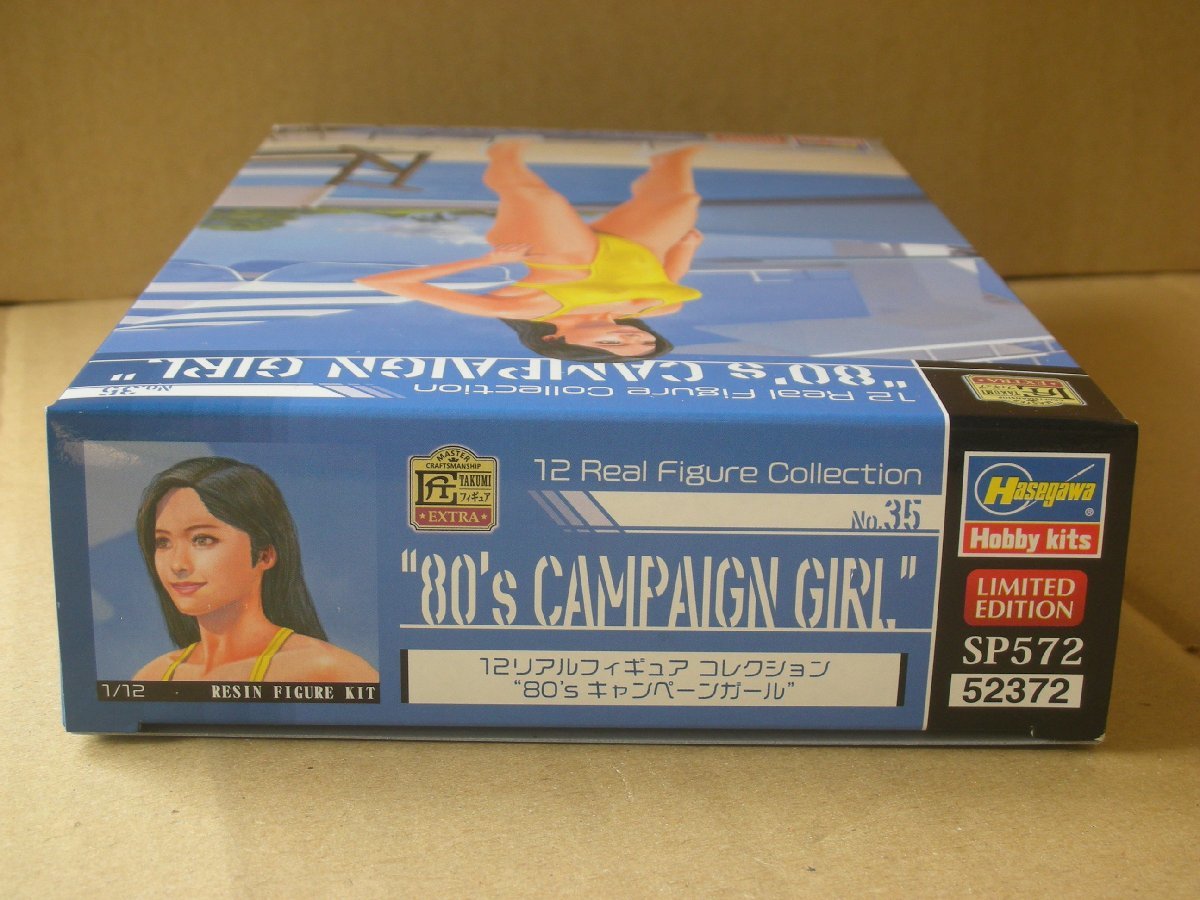 12 Real Figure Collection
No.35
"80's CAMPAIGN GIRL"
EXTRA
TAKUMI
MASTER
CRAFTSMANSHIP
匠
TAKUMI
フィギュア
EXTRA
12 Real Figure Collection
No.35
"80's CAMPAIGN GIRL"
12リアルフィギュア コレクション
"80's キャンペーンガール"
1/12
RESIN FIGURE KIT
Hasegawa®
Hobby kits
LIMITED
EDITION
SP572
52372